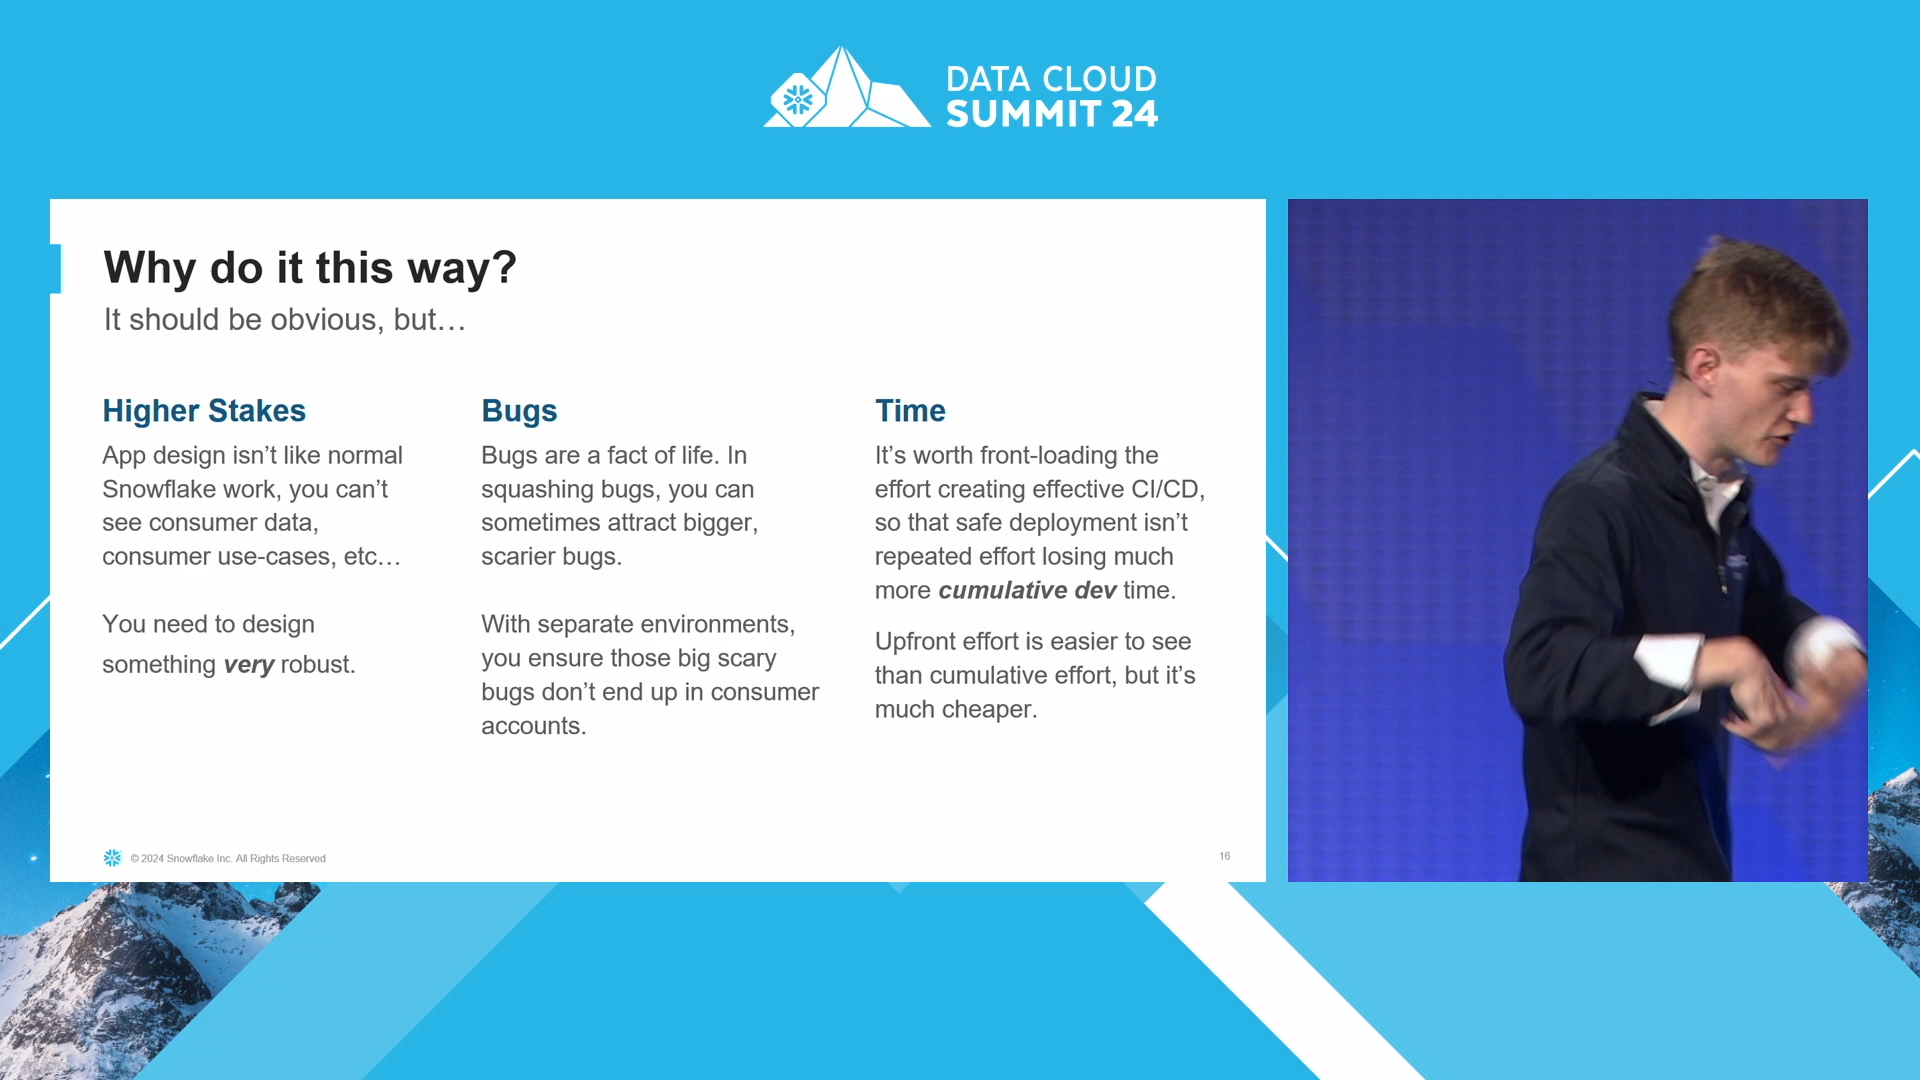 DATA CLOUD
SUMMIT 24
Why do it this way?
It should be obvious, but…
Higher Stakes
App design isn’t like normal
Snowflake work, you can’t
see consumer data,
consumer use-cases, etc…
You need to design
something very robust.
Bugs
Bugs are a fact of life. In
squashing bugs, you can
sometimes attract bigger,
scarier bugs.
With separate environments,
you ensure those big scary
bugs don’t end up in consumer
accounts.
Time
It’s worth front-loading the
effort creating effective CI/CD,
so that safe deployment isn’t
repeated effort losing much
more cumulative dev time.
Upfront effort is easier to see
than cumulative effort, but it’s
much cheaper.
© 2024 Snowflake Inc. All Rights Reserved
16